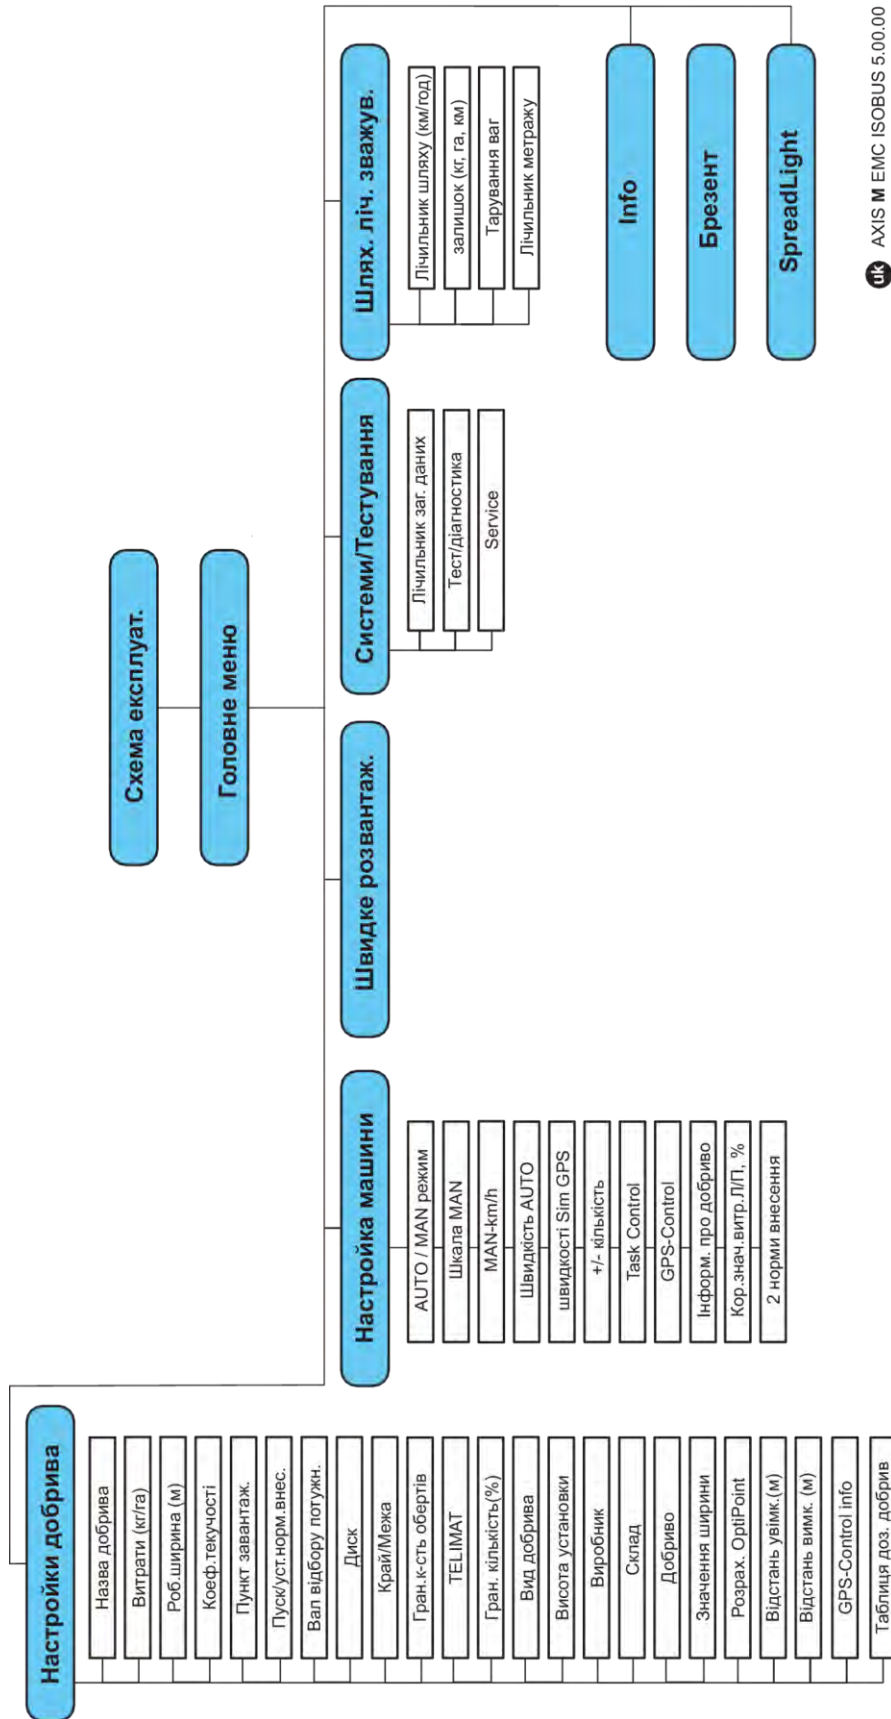 Схема експлуат.
Головне меню
Настройки добрива
Назва добрива
Витрати (кг/га)
Роб.ширина (м)
Коеф.текучості
Пункт завантаж.
Пуск/уст.норм.внес.
Вал відбору потужн.
Диск
Край/Межа
Гран.к-сть обертів
TELIMAT
Гран. кількість(%)
Вид добрива
Висота установки
Виробник
Склад
Добриво
Значення ширини
Розрах. OptiPoint
Відстань увімк.(м)
Відстань вимк. (м)
GPS-Control info
Таблиця доз. добрив
Настройка машини
AUTO / MAN режим
Шкала MAN
MAN-km/h
Швидкість AUTO
швидкості Sim GPS
+/- кількість
Task Control
GPS-Control
Інформ. про добриво
Кор.знач.витр.Л/П, %
2 норми внесення
Швидке розвантаж.
Системи/Тестування
Лічильник заг. даних
Тест/діагностика
Service
Шлях. ліч. зважув.
Лічильник шляху (км/год)
залишок (кг, га, км)
Тарування ваг
Лічильник метражу
Info
Брезент
SpreadLight
uk AXIS M EMC ISOBUS 5.00.00